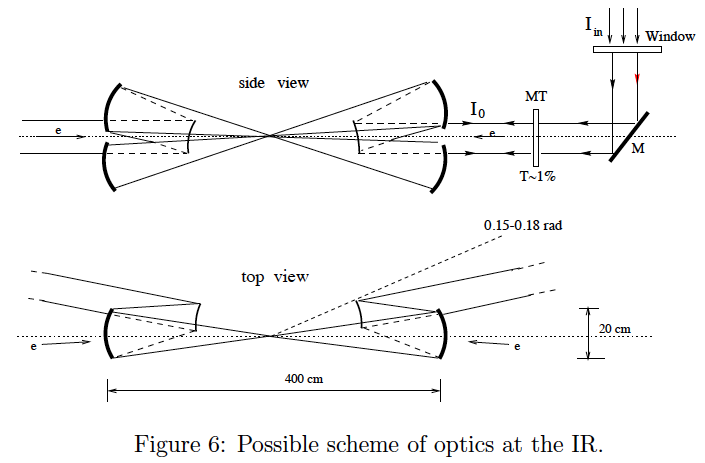 I in
Window
side view
MT
I0
e
e
M
T~1%
0.15-0.18 rad
top view
20 cm
e
e
400 cm
Figure 6: Possible scheme of optics at the IR.